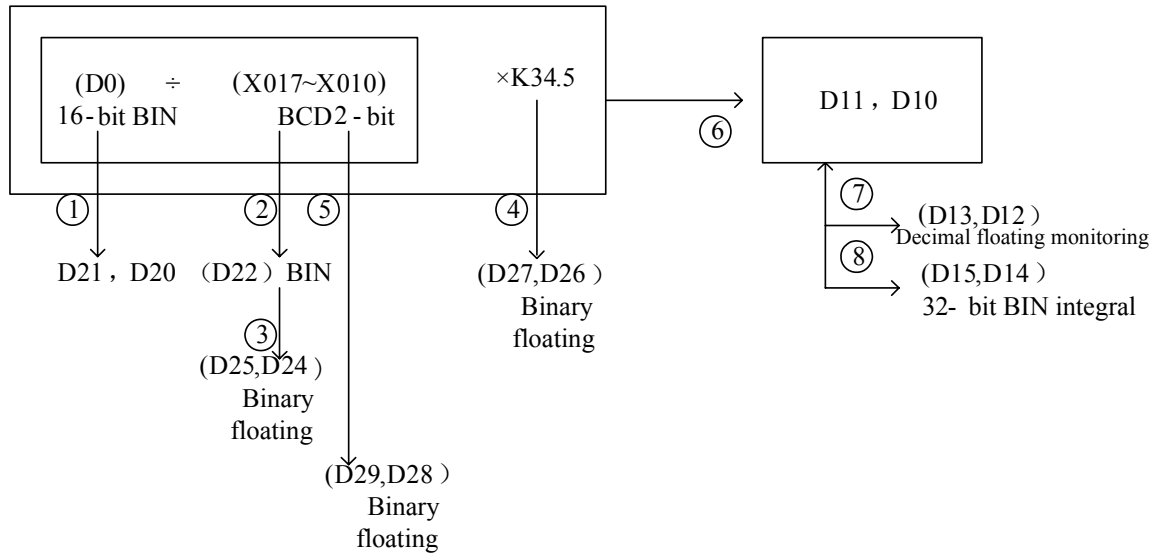 (D0) ÷ (X017~X010) ×K34.5
16-bit BIN BCD2-bit
D11，D10
⑥
① ② ⑤ ④
⑦
(D13,D12）
Decimal floating monitoring
⑧
D21，D20 （D22）BIN
(D27,D26）
Binary
floating
(D15,D14）
32- bit BIN integral
③
(D25,D24）
Binary
floating
(D29,D28）
Binary
floating